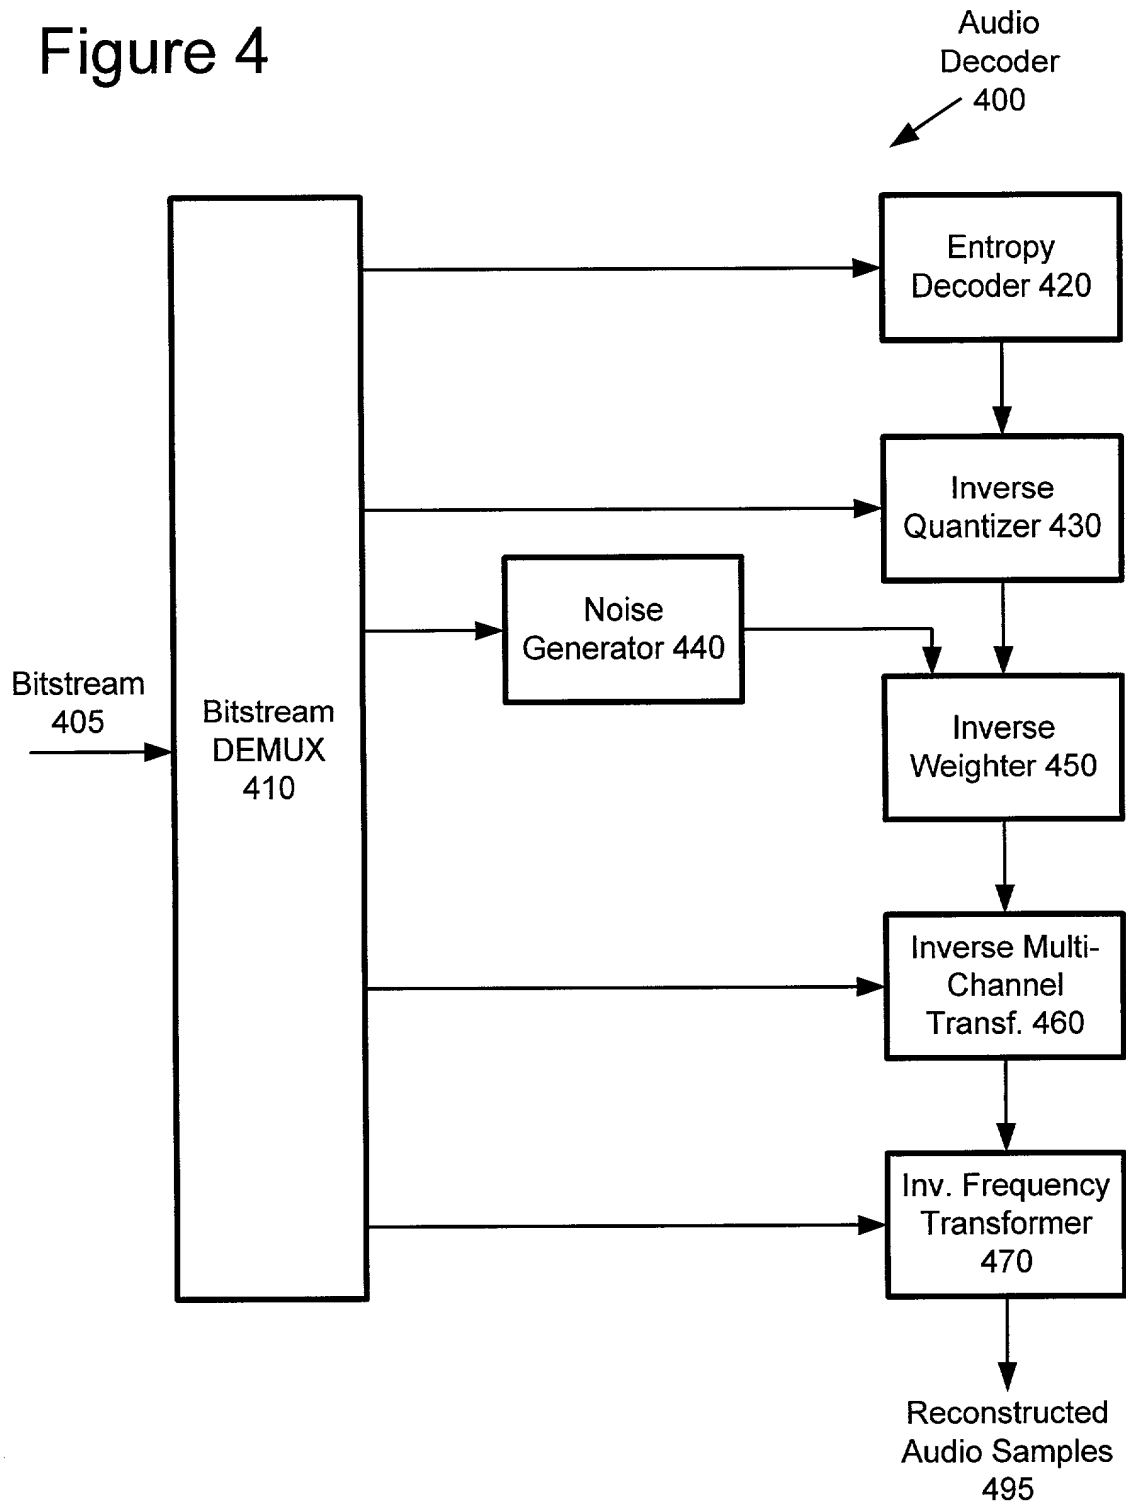 Figure 4
Audio
Decoder
400
Entropy
Decoder 420
Inverse
Quantizer 430
Noise
Generator 440
Bitstream
405
Bitstream
DEMUX
410
Inverse
Weighter 450
Inverse Multi-
Channel
Transf. 460
Inv. Frequency
Transformer
470
Reconstructed
Audio Samples
495